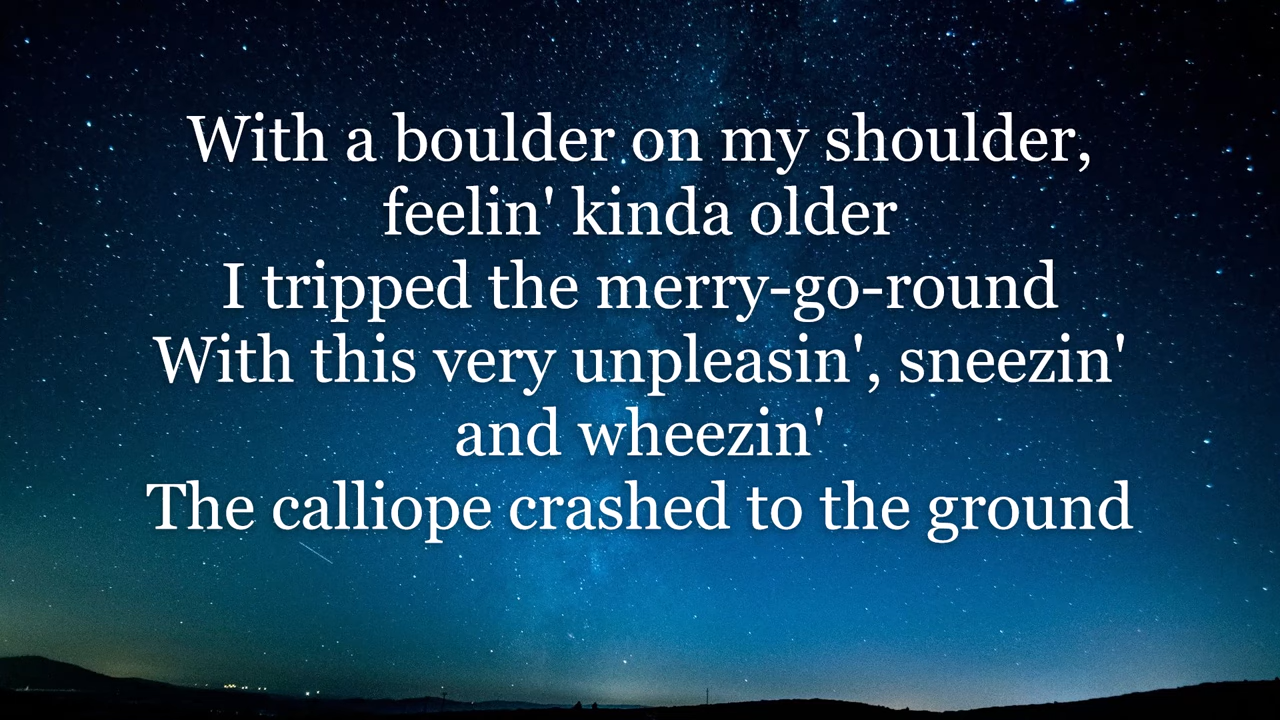 With a boulder on my shoulder,
feelin' kinda older
I tripped the merry-go-round
With this very unpleasin', sneezin'
and wheezin'
The calliope crashed to the ground